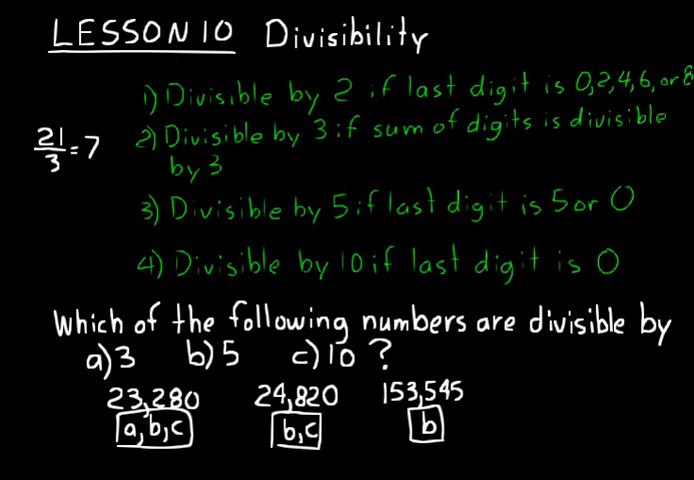 LESSON 10 Divisibility
1) Divisible by 2 if last digit is 0,2,4,6, or 8
21/3 = 7 2) Divisible by 3 if sum of digits is divisible
by 3
3) Divisible by 5 if last digit is 5 or 0
4) Divisible by 10 if last digit is 0
Which of the following numbers are divisible by
a) 3 b) 5 c) 10 ?
23,280 24,820 153,545
a,b,c b,c b